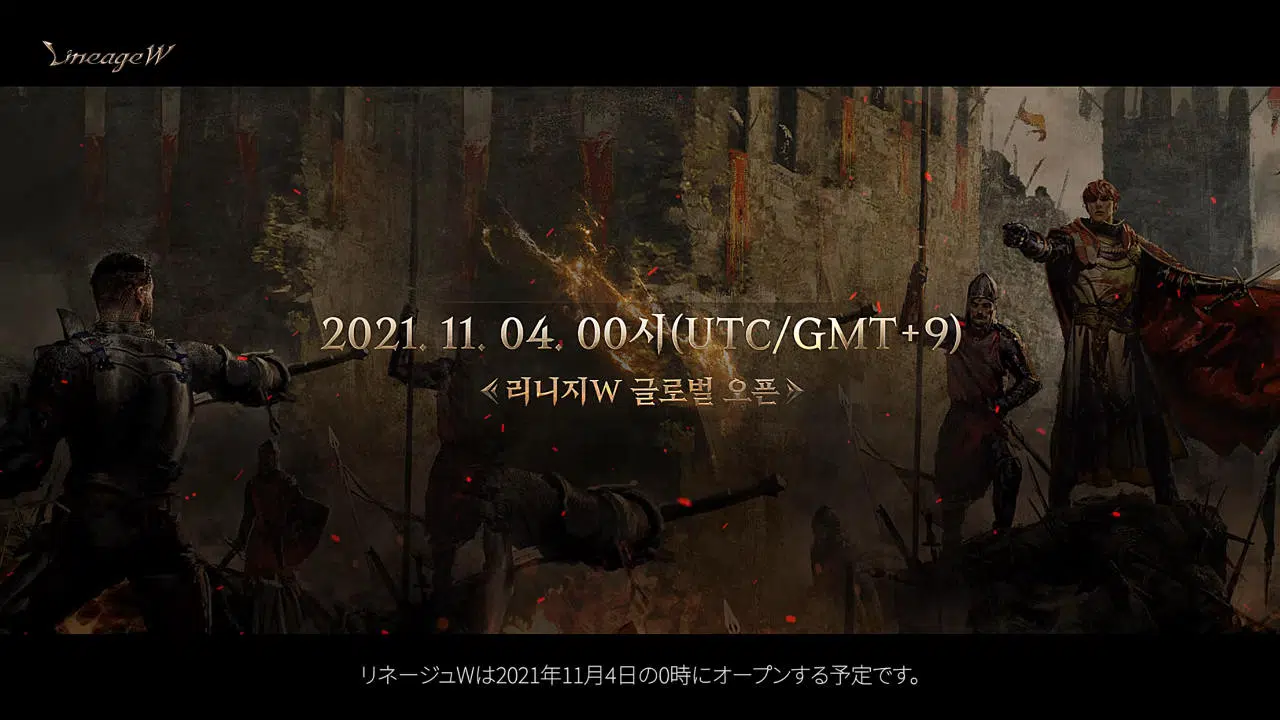 LineageW
2021. 11. 04. 00시(UTC/GMT+9)
《리니지W 글로벌 오픈》
リネージュWは2021年11月4日の0時にオープンする予定です。